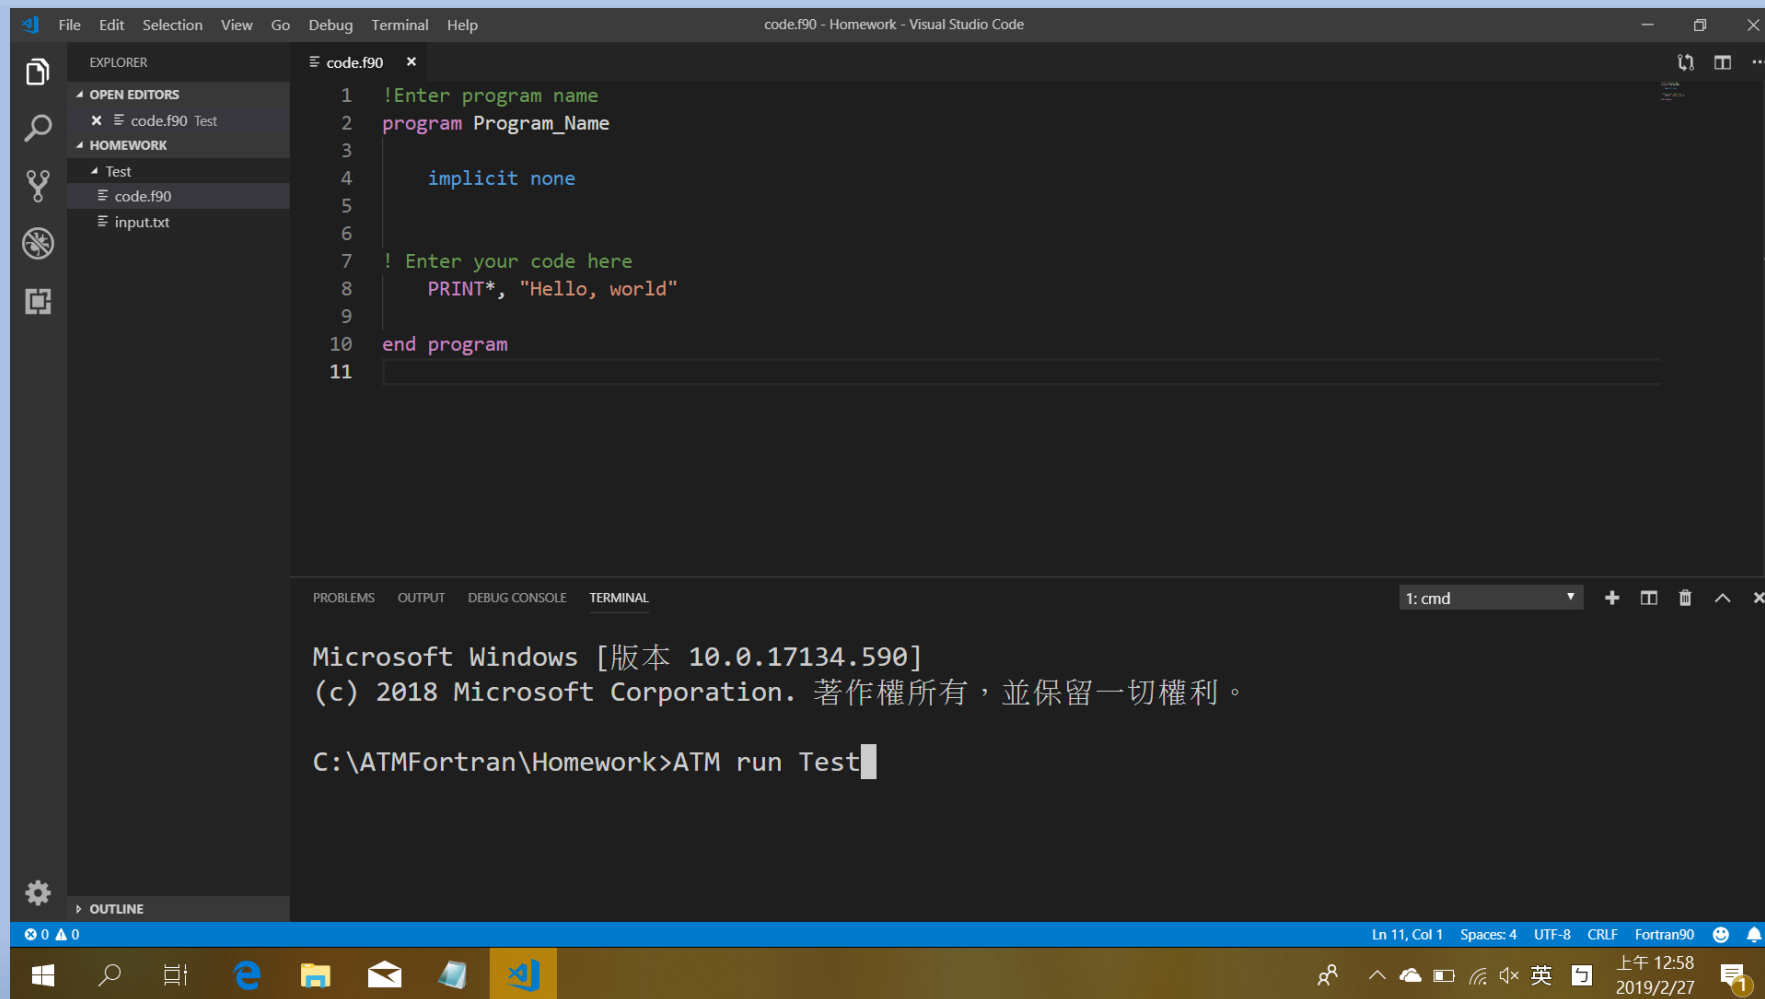 File Edit Selection View Go Debug Terminal Help
code.f90 - Homework - Visual Studio Code
EXPLORER
OPEN EDITORS
code.f90 Test
HOMEWORK
Test
code.f90
input.txt
OUTLINE
code.f90
1 !Enter program name
2 program Program_Name
3
4 implicit none
5
6
7 ! Enter your code here
8 PRINT*, "Hello, world"
9
10 end program
11
PROBLEMS OUTPUT DEBUG CONSOLE TERMINAL
1: cmd
Microsoft Windows [版本 10.0.17134.590]
(c) 2018 Microsoft Corporation. 著作權所有，並保留一切權利。
C:\ATMFortran\Homework>ATM run Test
0 0
Ln 11, Col 1 Spaces: 4 UTF-8 CRLF Fortran90
英 ㄅ
上午 12:58
2019/2/27
1